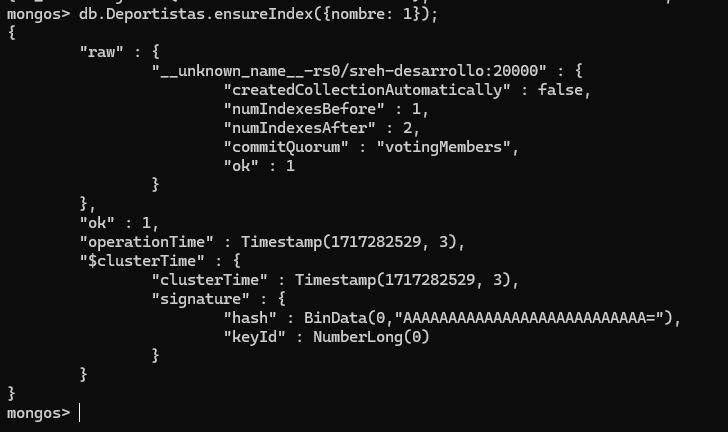 mongos> db.Deportistas.ensureIndex({nombre: 1});
{
        "raw" : {
                "__unknown_name__-rs0/sreh-desarrollo:20000" : {
                        "createdCollectionAutomatically" : false,
                        "numIndexesBefore" : 1,
                        "numIndexesAfter" : 2,
                        "commitQuorum" : "votingMembers",
                        "ok" : 1
                }
        },
        "ok" : 1,
        "operationTime" : Timestamp(1717282529, 3),
        "$clusterTime" : {
                "clusterTime" : Timestamp(1717282529, 3),
                "signature" : {
                        "hash" : BinData(0,"AAAAAAAAAAAAAAAAAAAAAAAAAAA="),
                        "keyId" : NumberLong(0)
                }
        }
}
mongos>